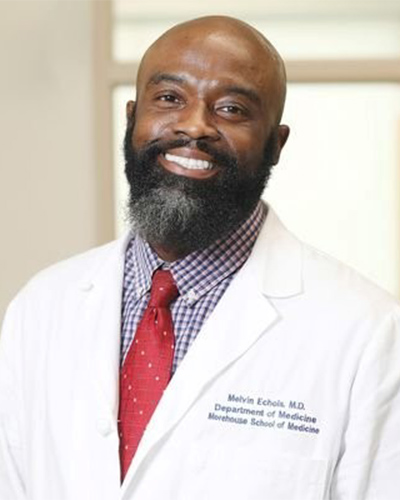 Melvin Echols, M.D.
Department of Medicine
Morehouse School of Medicine